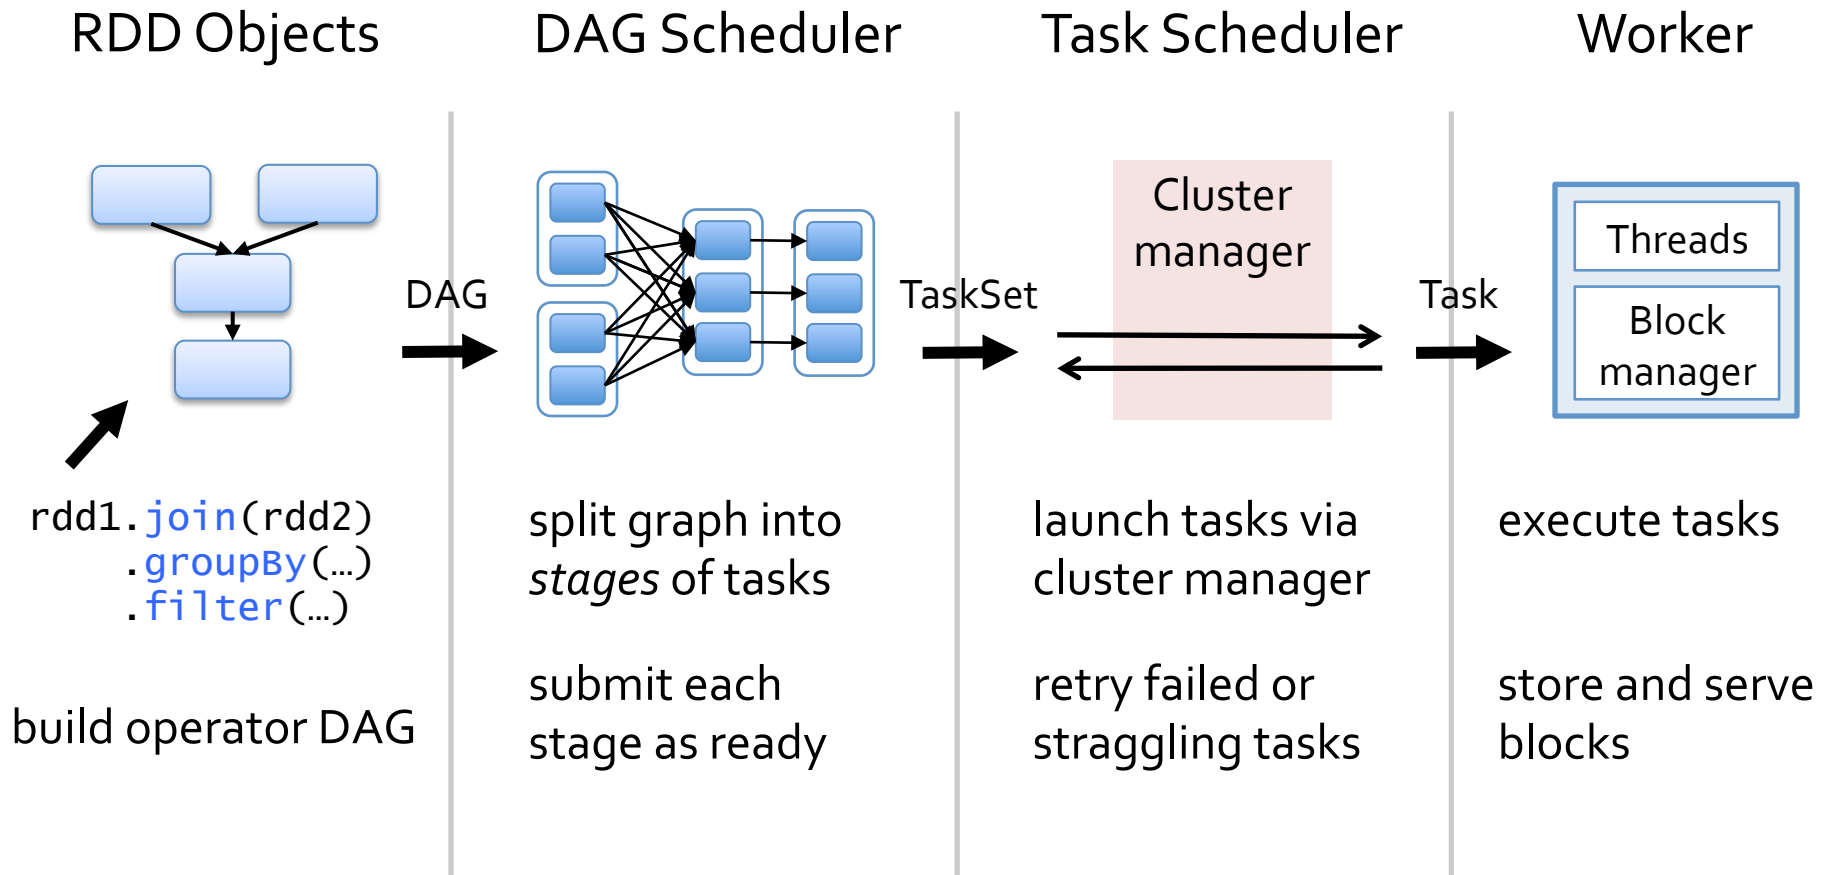 RDD Objects
DAG Scheduler
Task Scheduler
Worker
DAG
TaskSet
Cluster
manager
Task
Threads
Block
manager
rdd1.join(rdd2)
.groupBy(…)
.filter(…)
build operator DAG
split graph into
stages of tasks
submit each
stage as ready
launch tasks via
cluster manager
retry failed or
straggling tasks
execute tasks
store and serve
blocks